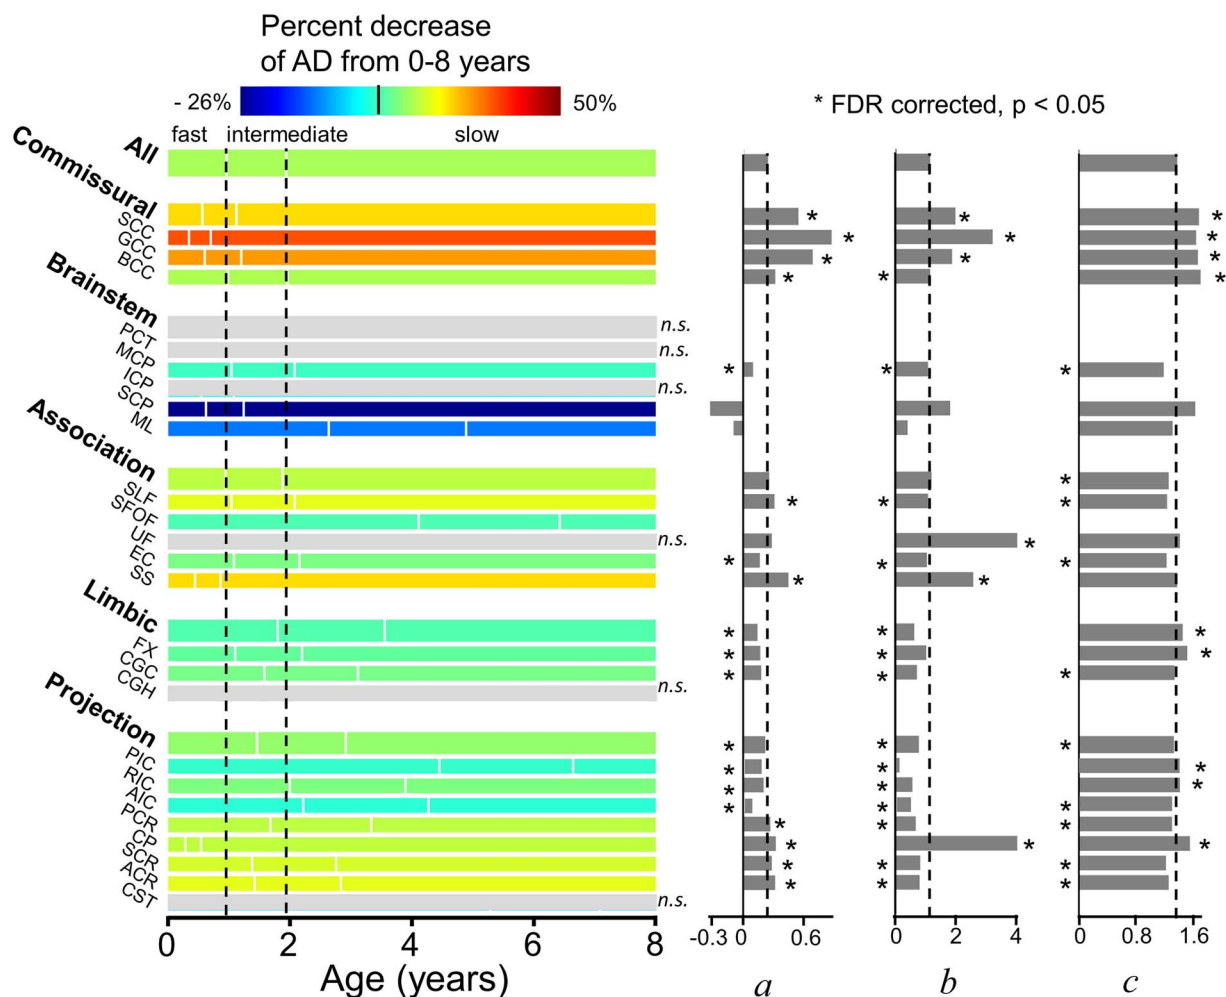 Percent decrease
of AD from 0-8 years
- 26%
50%
* FDR corrected, p < 0.05
fast
intermediate
slow
All
Commissural
SCC
GCC
BCC
Brainstem
PCT
n.s.
MCP
n.s.
ICP
SCP
n.s.
ML
Association
SLF
SFOF
UF
n.s.
EC
SS
Limbic
FX
CGC
CGH
n.s.
Projection
PIC
RIC
AIC
PCR
CP
SCR
ACR
CST
n.s.
0 2 4 6 8
Age (years)
-0.3 0 0.6
a
0 2 4
b
0 0.8 1.6
c